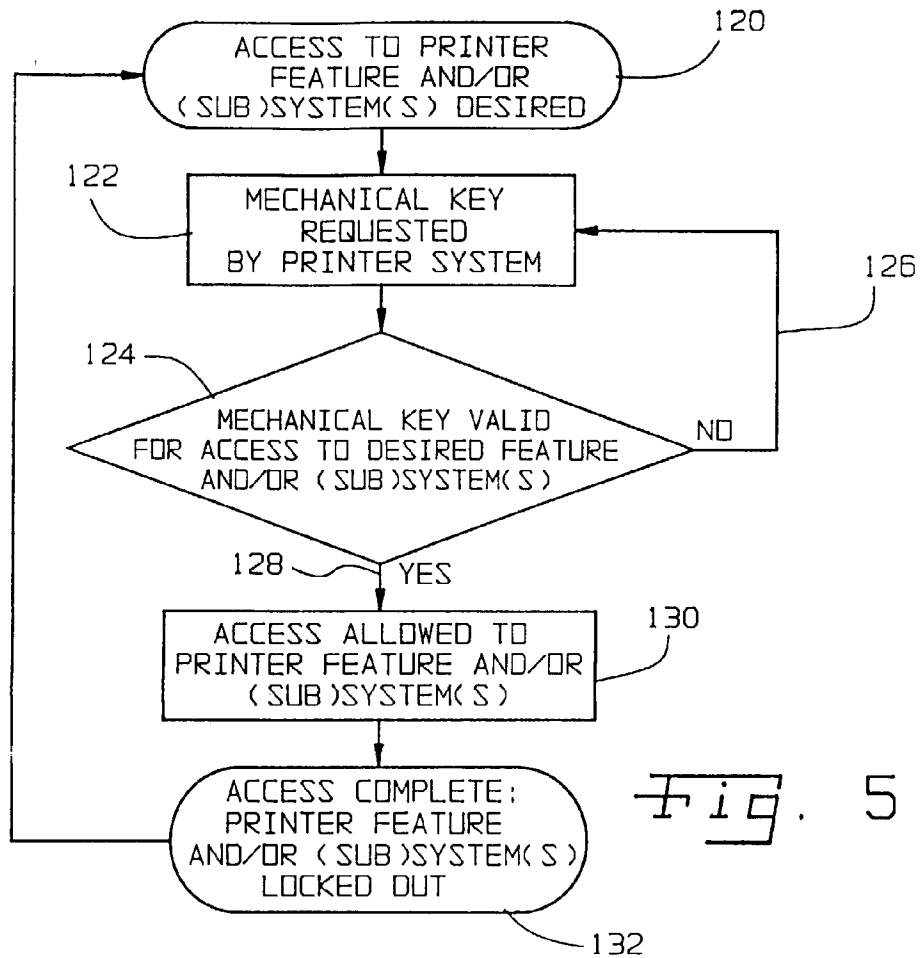 120
ACCESS TO PRINTER
FEATURE AND/OR
(SUB)SYSTEM(S) DESIRED
122
MECHANICAL KEY
REQUESTED
BY PRINTER SYSTEM
126
124
MECHANICAL KEY VALID
FOR ACCESS TO DESIRED FEATURE
AND/OR (SUB)SYSTEM(S)
NO
128
YES
130
ACCESS ALLOWED TO
PRINTER FEATURE AND/OR
(SUB)SYSTEM(S)
ACCESS COMPLETE:
PRINTER FEATURE
AND/OR (SUB)SYSTEM(S)
LOCKED OUT
132
Fig. 5